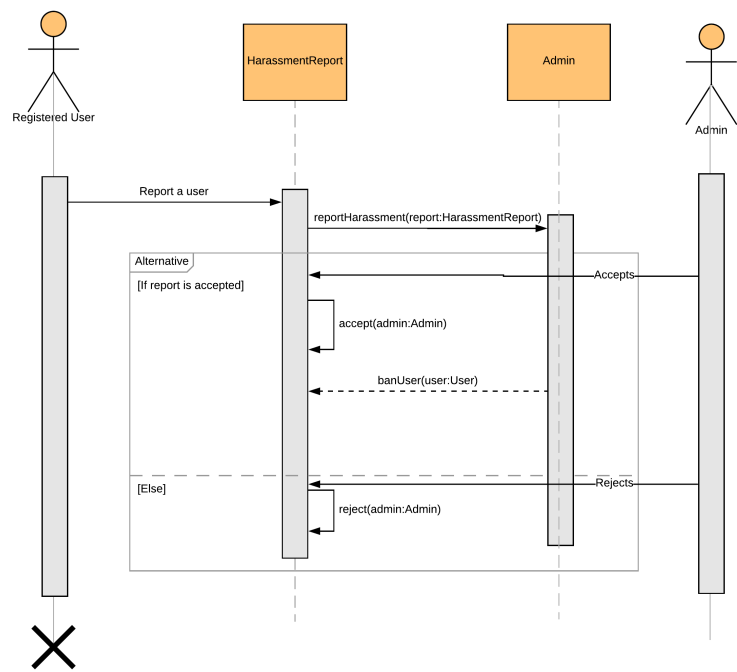 HarassmentReport
Admin
Registered User
Admin
Report a user
reportHarassment(report:HarassmentReport)
Alternative
Accepts
[If report is accepted]
accept(admin:Admin)
banUser(user:User)
Rejects
[Else]
reject(admin:Admin)